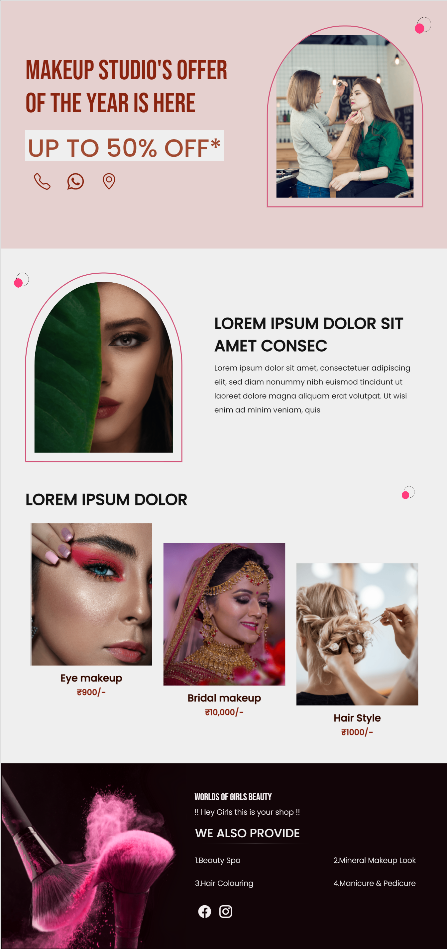 MAKEUP STUDIO'S OFFER
OF THE YEAR IS HERE
UP TO 50% OFF*
LOREM IPSUM DOLOR SIT
AMET CONSEC
Lorem ipsum dolor sit amet, consectetuer adipiscing
elit, sed diam nonummy nibh euismod tincidunt ut
laoreet dolore magna aliquam erat volutpat. Ut wisi
enim ad minim veniam, quis
LOREM IPSUM DOLOR
Eye makeup
₹900/-
Bridal makeup
₹10,000/-
Hair Style
₹1000/-
WORLDS OF GIRLS BEAUTY
!! Hey Girls this is your shop !!
WE ALSO PROVIDE
1.Beauty Spa
2.Mineral Makeup Look
3.Hair Colouring
4.Manicure & Pedicure